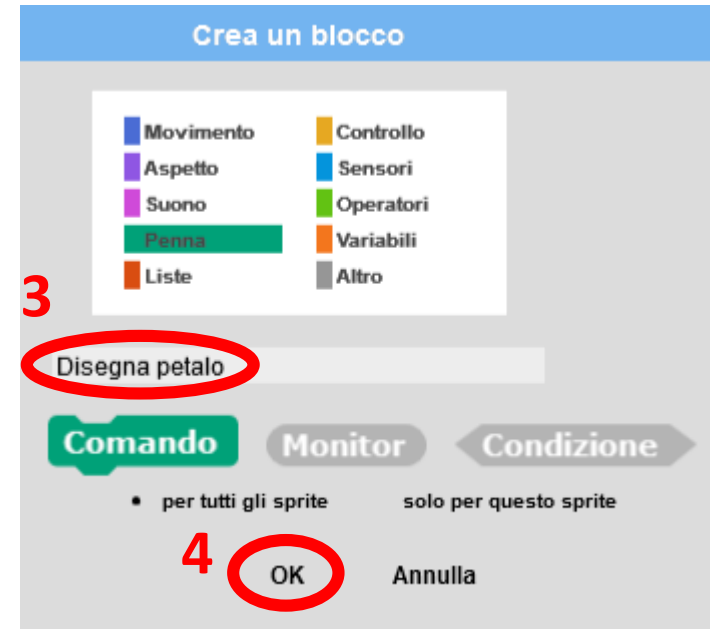 Crea un blocco
Movimento Controllo
Aspetto Sensori
Suono Operatori
Penna Variabili
Liste Altro
3
Disegna petalo
Comando Monitor Condizione
• per tutti gli sprite solo per questo sprite
4 OK Annulla